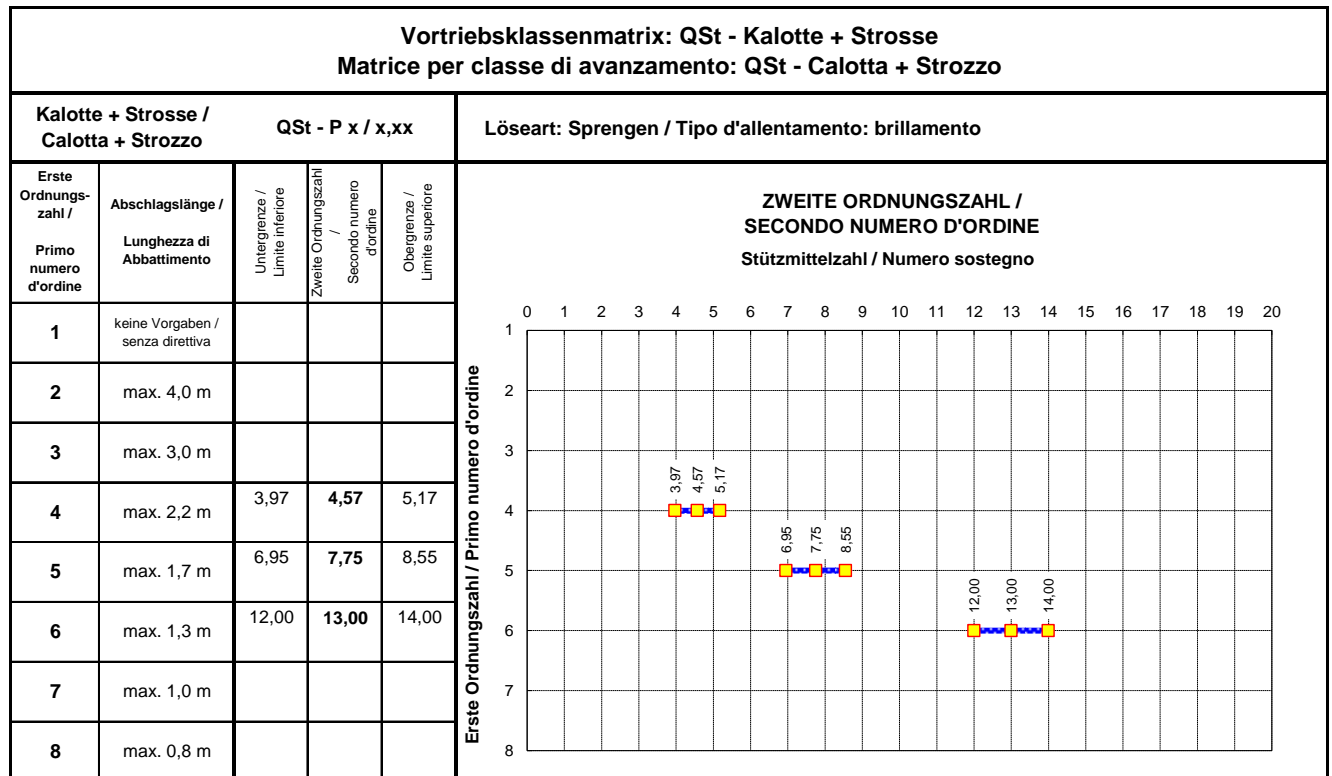 Vortriebsklassenmatrix: QSt - Kalotte + Strosse
Matrice per classe di avanzamento: QSt - Calotta + Strozzo
Kalotte + Strosse /
Calotta + Strozzo
QSt - P x / x,xx
Löseart: Sprengen / Tipo d'allentamento: brillamento
Erste
Ordnungs-
zahl /
Primo
numero
d'ordine
Abschlagslänge /
Lunghezza di
Abbattimento
Untergrenze /
Limite inferiore
Zweite Ordnungszahl
/
Secondo numero
d'ordine
Obergrenze /
Limite superiore
1 keine Vorgaben /
senza direttiva
2 max. 4,0 m
3 max. 3,0 m
4 max. 2,2 m 3,97 4,57 5,17
5 max. 1,7 m 6,95 7,75 8,55
6 max. 1,3 m 12,00 13,00 14,00
7 max. 1,0 m
8 max. 0,8 m
ZWEITE ORDNUNGSZAHL /
SECONDO NUMERO D'ORDINE
Stützmittelzahl / Numero sostegno
0 1 2 3 4 5 6 7 8 9 10 11 12 13 14 15 16 17 18 19 20
Erste Ordnungszahl / Primo numero d'ordine
1
2
3
3,97 4,57 5,17
4
6,95 7,75 8,55
5
12,00 13,00 14,00
6
7
8